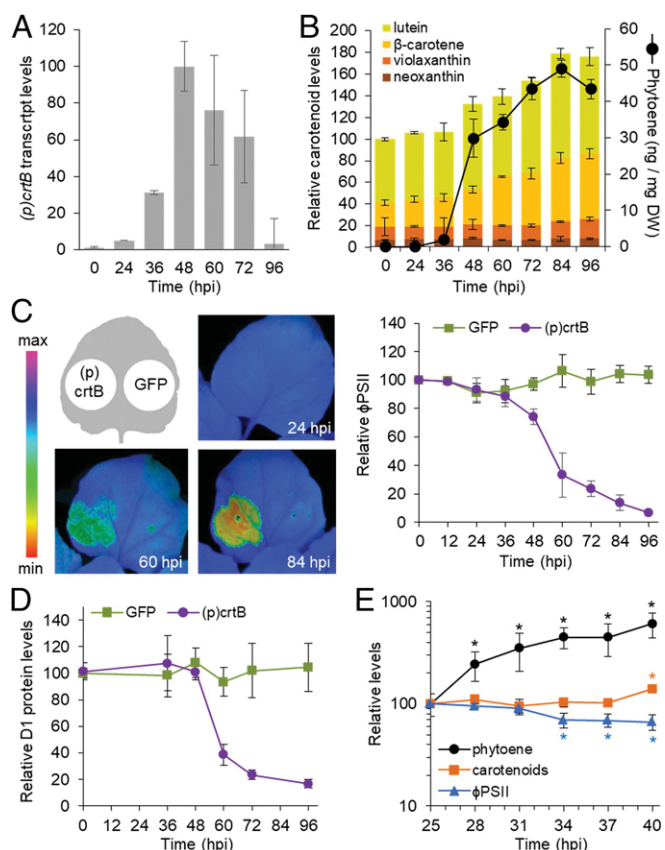 A
(p)crtB transcrtpt levels
120
100
80
60
40
20
0
0 24 36 48 60 72 96
Time (hpi)
B
Relative carotenoid levels
200
180
160
140
120
100
80
60
40
20
0
lutein
β-carotene
violaxanthin
neoxanthin
0 24 36 48 60 72 84 96
Time (hpi)
60
50
40
30
20
10
0
Phytoene (ng / mg DW)
C
max
min
(p)
crtB
GFP
24 hpi
60 hpi
84 hpi
GFP (p)crtB
Relative ϕPSII
140
120
100
80
60
40
20
0
0 12 24 36 48 60 72 84 96
Time (hpi)
D
GFP (p)crtB
Relative D1 protein levels
140
120
100
80
60
40
20
0
0 12 24 36 48 60 72 84 96
Time (hpi)
E
Relative levels
1000
100
10
* * * * *
*
* * *
phytoene
carotenoids
ϕPSII
25 28 31 34 37 40
Time (hpi)